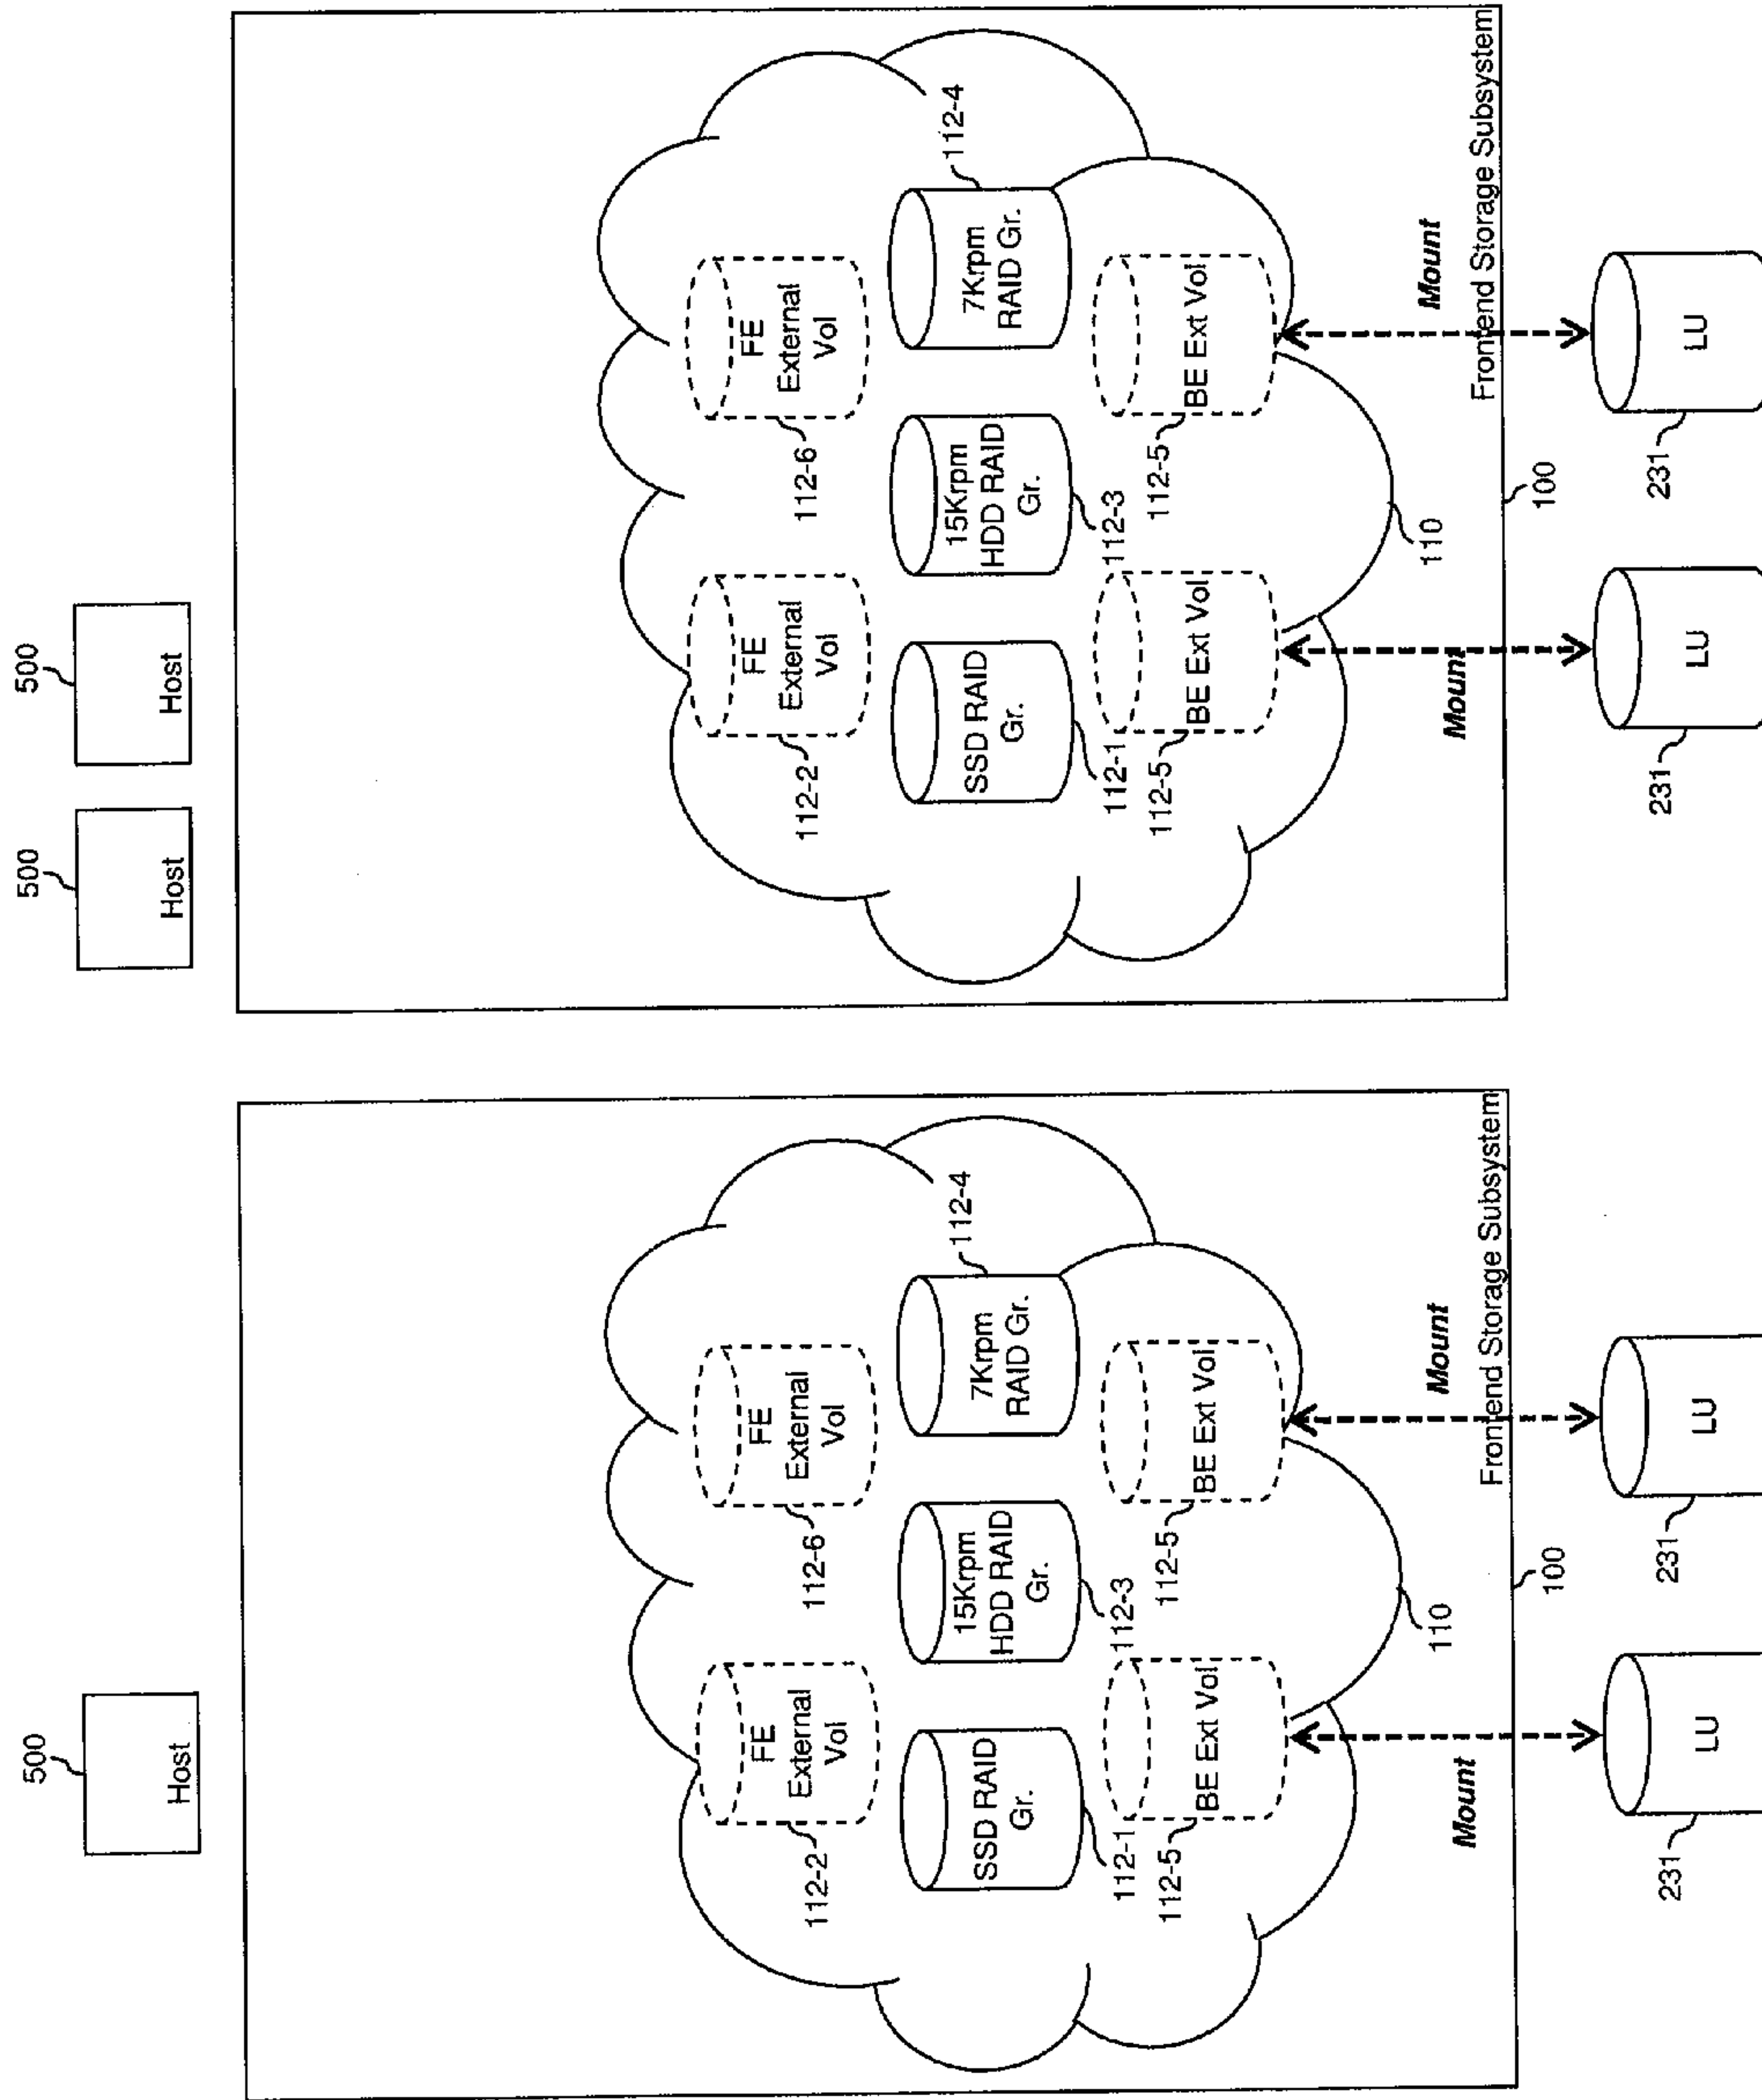 500
Host
FE
External
Vol
112-2
FE
External
Vol
112-6
SSD RAID
Gr.
112-1
15Krpm
HDD RAID
Gr.
112-3
7Krpm
RAID Gr.
112-4
BE Ext Vol
112-5
BE Ext Vol
112-5
110
Mount
Mount
Frontend Storage Subsystem
100
LU
231
LU
231
500
Host
500
Host
FE
External
Vol
112-2
FE
External
Vol
112-6
SSD RAID
Gr.
112-1
15Krpm
HDD RAID
Gr.
112-3
7Krpm
RAID Gr.
112-4
BE Ext Vol
112-5
BE Ext Vol
112-5
110
Mount
Mount
Frontend Storage Subsystem
100
LU
231
LU
231